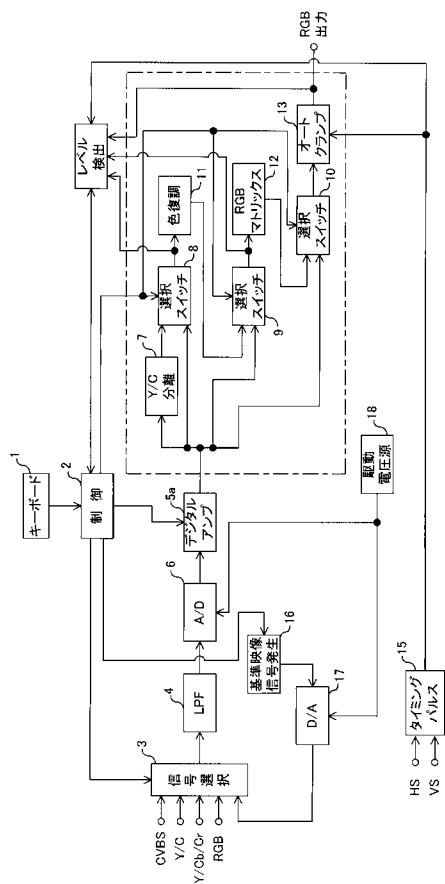 キーボード
1
制御
2
信号選択
3
CVBS
Y/C
Y/Cb/Cr
RGB
LPF
4
A/D
6
デジタル
アンプ
5a
Y/C
分離
7
選択
スイッチ
8
色復調
11
レベル
検出
選択
スイッチ
9
RGB
マトリックス
12
選択
スイッチ
10
オート
クランプ
13
RGB
出力
基準映像
信号発生
16
D/A
17
駆動
電圧源
18
タイミング
パルス
15
HS
VS